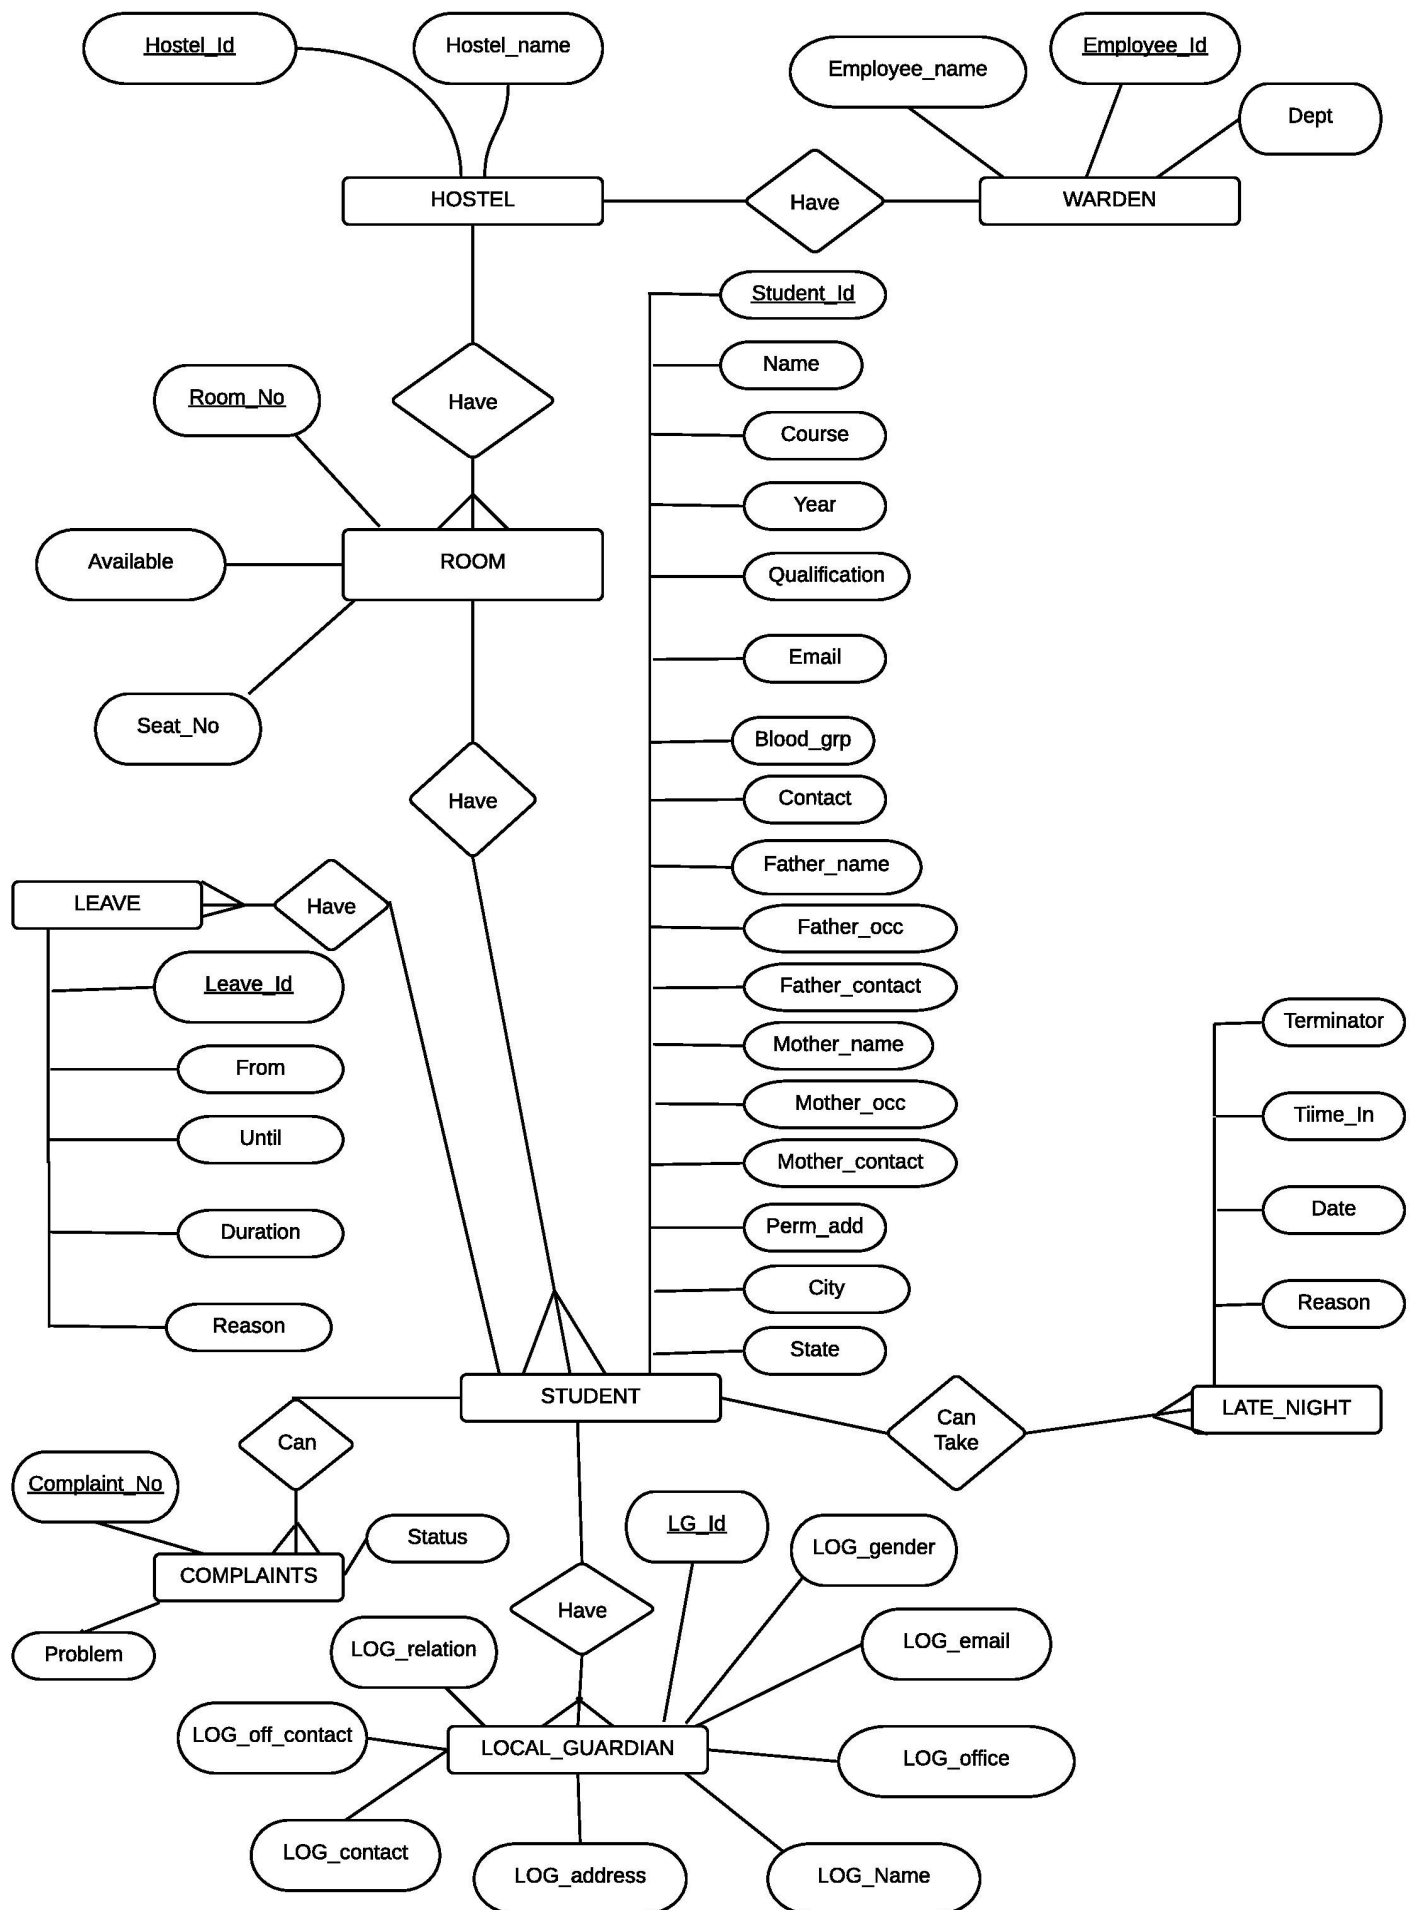 Hostel_Id
Hostel_name
Employee_name
Employee_Id
Dept
HOSTEL
Have
WARDEN
Student_Id
Name
Room_No
Have
Course
Year
Available
ROOM
Qualification
Email
Seat_No
Blood_grp
Have
Contact
Father_name
LEAVE
Have
Father_occ
Leave_Id
Father_contact
Terminator
Mother_name
From
Mother_occ
Tiime_In
Until
Mother_contact
Date
Duration
Perm_add
City
Reason
Reason
State
STUDENT
LATE_NIGHT
Can
Take
Can
Complaint_No
LG_Id
Status
LOG_gender
COMPLAINTS
Have
LOG_email
Problem
LOG_relation
LOG_off_contact
LOCAL_GUARDIAN
LOG_office
LOG_contact
LOG_address
LOG_Name